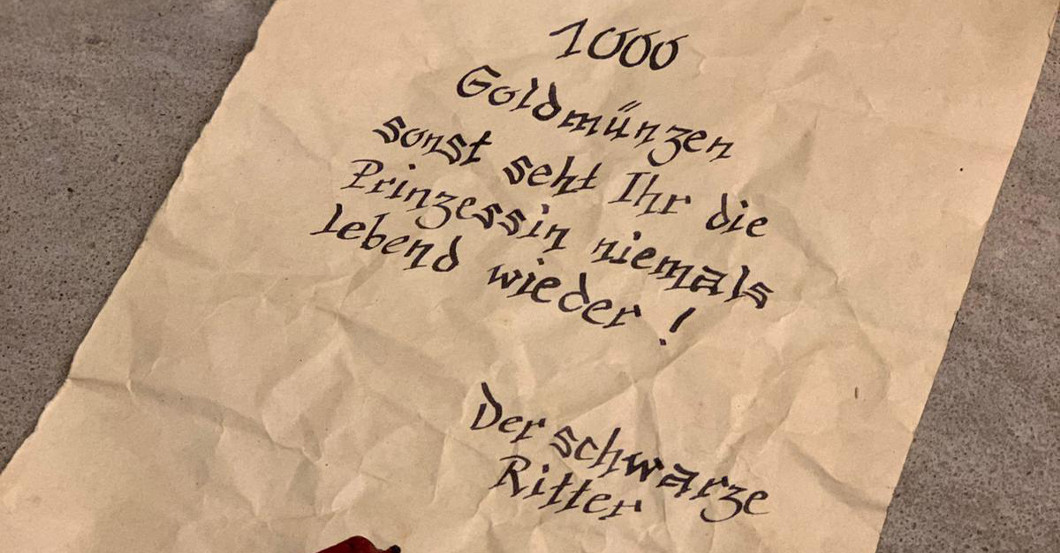 1000
Goldmünzen
sonst seht Ihr die
Prinzessin niemals
lebend wieder !
Der schwarze
Ritter